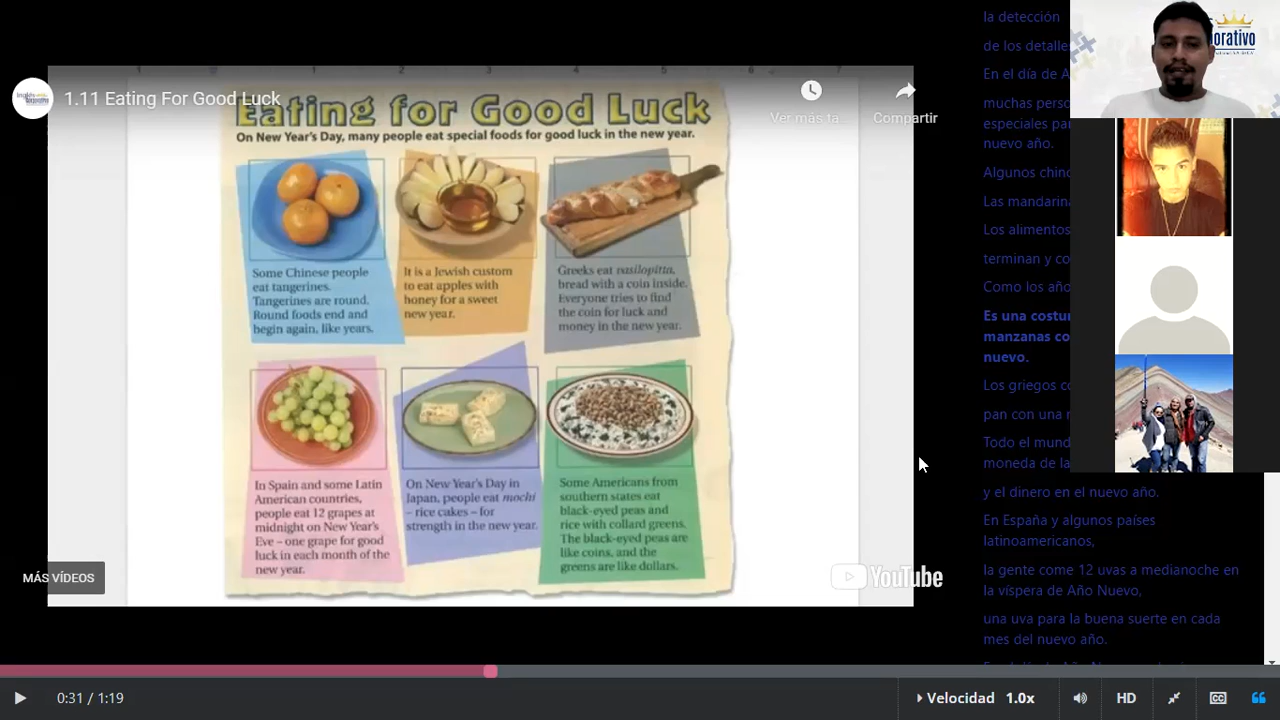 1.11 Eating For Good Luck
Ver más ta
Compartir
Eating for Good Luck
On New Year's Day, many people eat special foods for good luck in the new year.
Some Chinese people
eat tangerines.
Tangerines are round.
Round foods end and
begin again, like years.
It is a Jewish custom
to eat apples with
honey for a sweet
new year.
Greeks eat vasilopitta,
bread with a coin inside.
Everyone tries to find
the coin for luck and
money in the new year.
In Spain and some Latin
American countries,
people eat 12 grapes at
midnight on New Year's
Eve – one grape for good
luck in each month of the
new year.
On New Year's Day in
Japan, people eat mochi
– rice cakes – for
strength in the new year.
Some Americans from
southern states eat
black-eyed peas and
rice with collard greens.
The black-eyed peas are
like coins, and the
greens are like dollars.
MÁS VÍDEOS
YouTube
la detección
de los detalle
En el día de A
muchas perso
especiales pa
nuevo año.
Algunos chino
Las mandarina
Los alimentos
terminan y co
Como los año
Es una costu
manzanas co
nuevo.
Los griegos co
pan con una
Todo el mund
moneda de la
y el dinero en el nuevo año.
En España y algunos países
latinoamericanos,
la gente come 12 uvas a medianoche en
la víspera de Año Nuevo,
una uva para la buena suerte en cada
mes del nuevo año.
orativo
0:31 / 1:19
Velocidad 1.0x
HD
CC